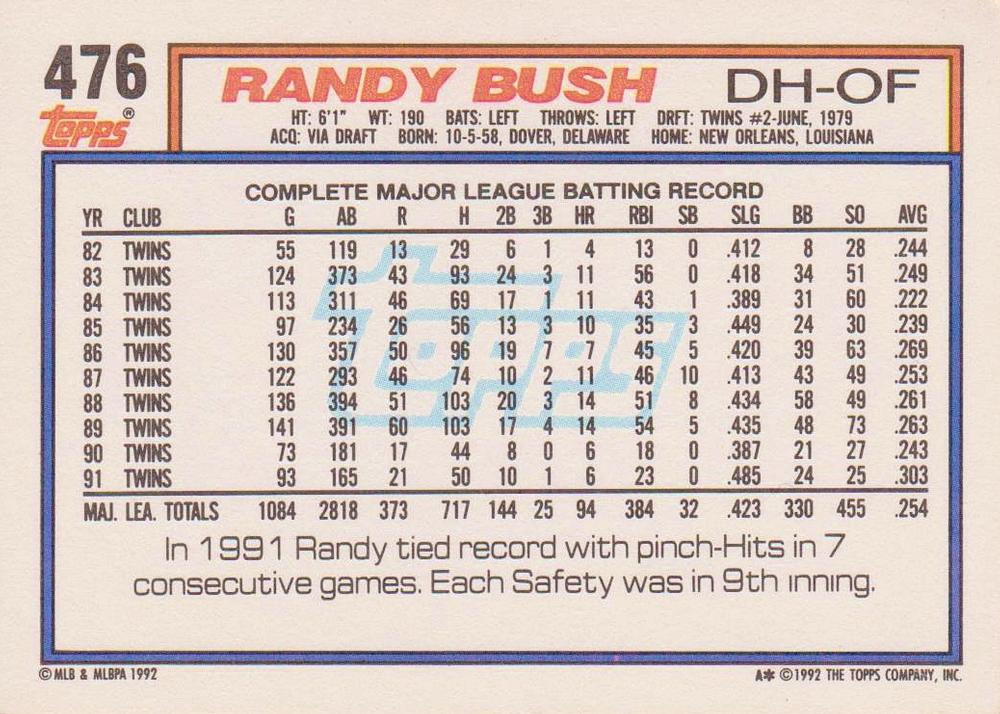 476
RANDY BUSH DH-OF
Topps®
HT: 6'1" WT: 190 BATS: LEFT THROWS: LEFT DRFT: TWINS #2-JUNE, 1979
ACQ: VIA DRAFT BORN: 10-5-58, DOVER, DELAWARE HOME: NEW ORLEANS, LOUISIANA
COMPLETE MAJOR LEAGUE BATTING RECORD
YR CLUB G AB R H 2B 3B HR RBI SB SLG BB SO AVG
82 TWINS 55 119 13 29 6 1 4 13 0 .412 8 28 .244
83 TWINS 124 373 43 93 24 3 11 56 0 .418 34 51 .249
84 TWINS 113 311 46 69 17 1 11 43 1 .389 31 60 .222
85 TWINS 97 234 26 56 13 3 10 35 3 .449 24 30 .239
86 TWINS 130 357 50 96 19 7 7 45 5 .420 39 63 .269
87 TWINS 122 293 46 74 10 2 11 46 10 .413 43 49 .253
88 TWINS 136 394 51 103 20 3 14 51 8 .434 58 49 .261
89 TWINS 141 391 60 103 17 4 14 54 5 .435 48 73 .263
90 TWINS 73 181 17 44 8 0 6 18 0 .387 21 27 .243
91 TWINS 93 165 21 50 10 1 6 23 0 .485 24 25 .303
MAJ. LEA. TOTALS 1084 2818 373 717 144 25 94 384 32 .423 330 455 .254
Topps
In 1991 Randy tied record with pinch-Hits in 7
consecutive games. Each Safety was in 9th inning.
© MLB & MLBPA 1992
A* © 1992 THE TOPPS COMPANY, INC.